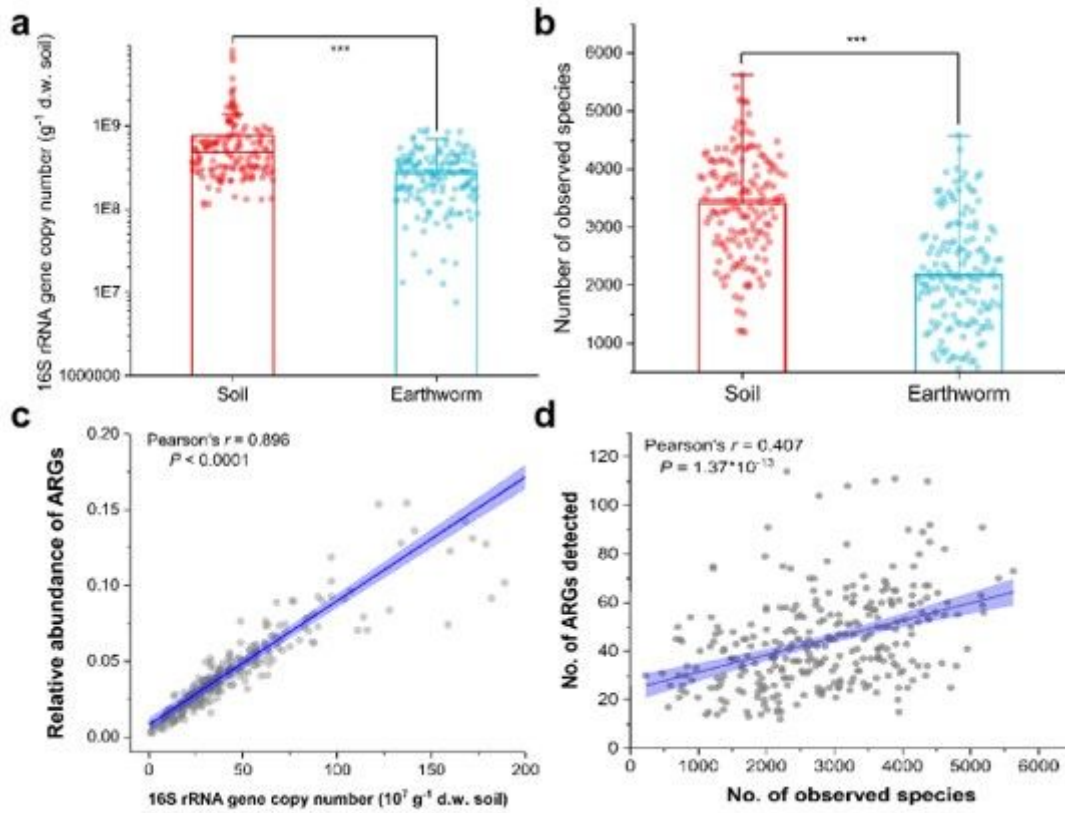 a
16S rRNA gene copy number (g⁻¹ d.w. soil)
1E9
1E8
1E7
1000000
***
Soil
Earthworm
b
Number of observed species
6000
5000
4000
3000
2000
1000
***
Soil
Earthworm
c
Relative abundance of ARGs
0.20
0.15
0.10
0.05
0.00
Pearson's r = 0.896
P < 0.0001
0 50 100 150 200
16S rRNA gene copy number (10⁷ g⁻¹ d.w. soil)
d
No. of ARGs detected
120
100
80
60
40
20
0
Pearson's r = 0.407
P = 1.37*10⁻¹³
0 1000 2000 3000 4000 5000 6000
No. of observed species